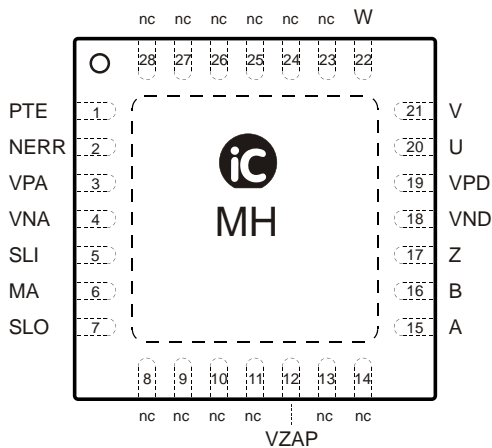 nc nc nc nc nc nc W
28 27 26 25 24 23 22
PTE 1 21 V
NERR 2 20 U
VPA 3 19 VPD
VNA 4 18 VND
SLI 5 17 Z
MA 6 16 B
SLO 7 15 A
iC
MH
8 9 10 11 12 13 14
nc nc nc nc nc nc
VZAP